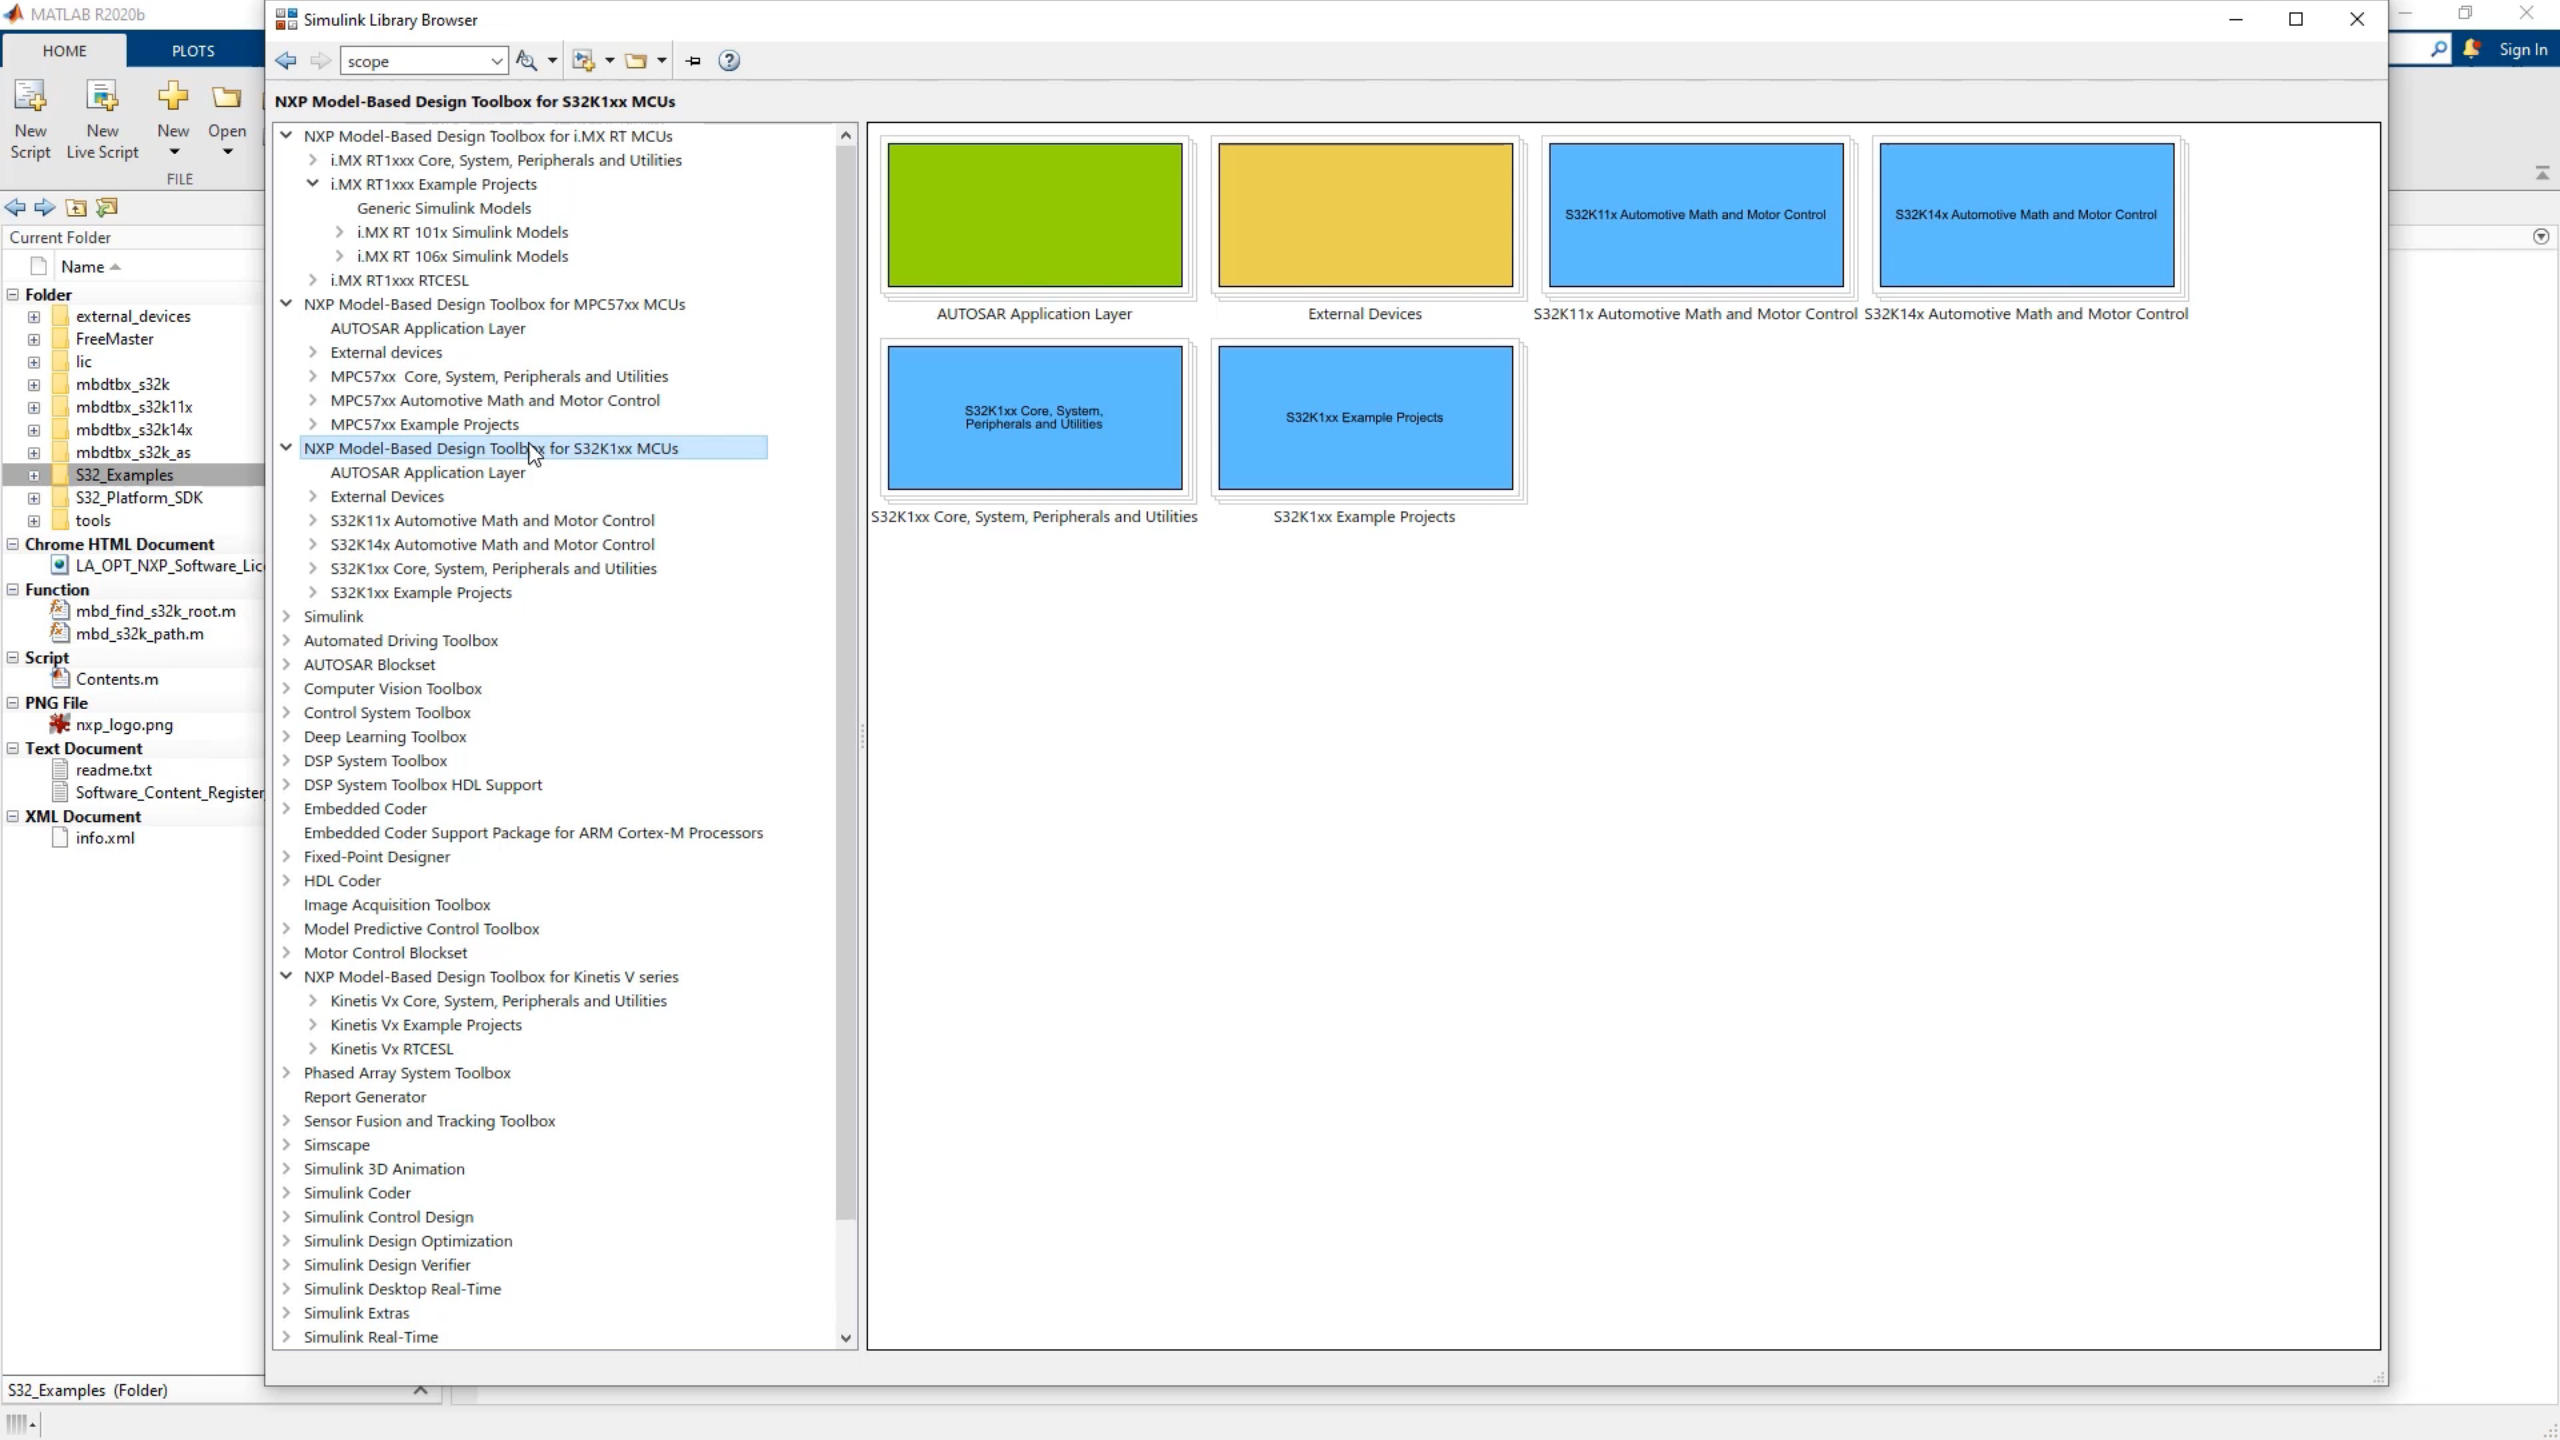 MATLAB R2020b
Simulink Library Browser
HOME
PLOTS
scope
Sign In
New Script
New Live Script
New
Open
FILE
NXP Model-Based Design Toolbox for S32K1xx MCUs
Current Folder
Name
Folder
external_devices
FreeMaster
lic
mbdtbx_s32k
mbdtbx_s32k11x
mbdtbx_s32k14x
mbdtbx_s32k_as
S32_Examples
S32_Platform_SDK
tools
Chrome HTML Document
LA_OPT_NXP_Software_Lic
Function
mbd_find_s32k_root.m
mbd_s32k_path.m
Script
Contents.m
PNG File
nxp_logo.png
Text Document
readme.txt
Software_Content_Register
XML Document
info.xml
S32_Examples (Folder)
NXP Model-Based Design Toolbox for i.MX RT MCUs
i.MX RT1xxx Core, System, Peripherals and Utilities
i.MX RT1xxx Example Projects
Generic Simulink Models
i.MX RT 101x Simulink Models
i.MX RT 106x Simulink Models
i.MX RT1xxx RTCESL
NXP Model-Based Design Toolbox for MPC57xx MCUs
AUTOSAR Application Layer
External devices
MPC57xx  Core, System, Peripherals and Utilities
MPC57xx Automotive Math and Motor Control
MPC57xx Example Projects
NXP Model-Based Design Toolbox for S32K1xx MCUs
AUTOSAR Application Layer
External Devices
S32K11x Automotive Math and Motor Control
S32K14x Automotive Math and Motor Control
S32K1xx Core, System, Peripherals and Utilities
S32K1xx Example Projects
Simulink
Automated Driving Toolbox
AUTOSAR Blockset
Computer Vision Toolbox
Control System Toolbox
Deep Learning Toolbox
DSP System Toolbox
DSP System Toolbox HDL Support
Embedded Coder
Embedded Coder Support Package for ARM Cortex-M Processors
Fixed-Point Designer
HDL Coder
Image Acquisition Toolbox
Model Predictive Control Toolbox
Motor Control Blockset
NXP Model-Based Design Toolbox for Kinetis V series
Kinetis Vx Core, System, Peripherals and Utilities
Kinetis Vx Example Projects
Kinetis Vx RTCESL
Phased Array System Toolbox
Report Generator
Sensor Fusion and Tracking Toolbox
Simscape
Simulink 3D Animation
Simulink Coder
Simulink Control Design
Simulink Design Optimization
Simulink Design Verifier
Simulink Desktop Real-Time
Simulink Extras
Simulink Real-Time
S32K11x Automotive Math and Motor Control
S32K14x Automotive Math and Motor Control
AUTOSAR Application Layer
External Devices
S32K11x Automotive Math and Motor Control
S32K14x Automotive Math and Motor Control
S32K1xx Core, System,
Peripherals and Utilities
S32K1xx Example Projects
S32K1xx Core, System, Peripherals and Utilities
S32K1xx Example Projects